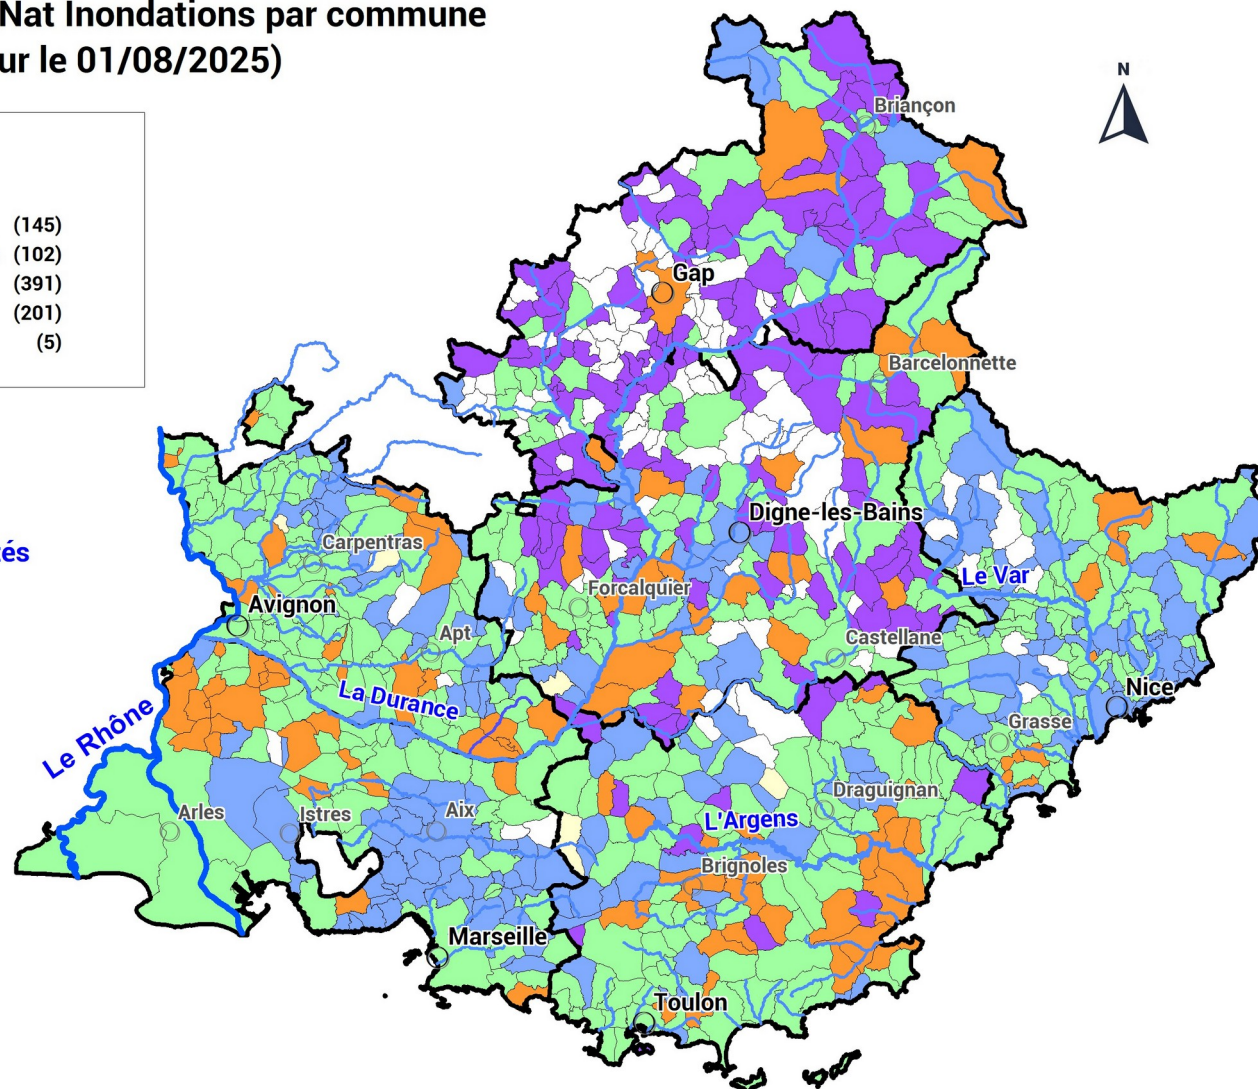 Nat Inondations par commune
ur le 01/08/2025)
N
(145)
(102)
(391)
(201)
(5)
Briançon
Gap
Barcelonnette
Digne-les-Bains
tés
Carpentras
Le Var
Forcalquier
Avignon
Apt
Castellane
La Durance
Nice
Le Rhône
Grasse
Draguignan
Arles
Istres
Aix
L'Argens
Brignoles
Marseille
Toulon